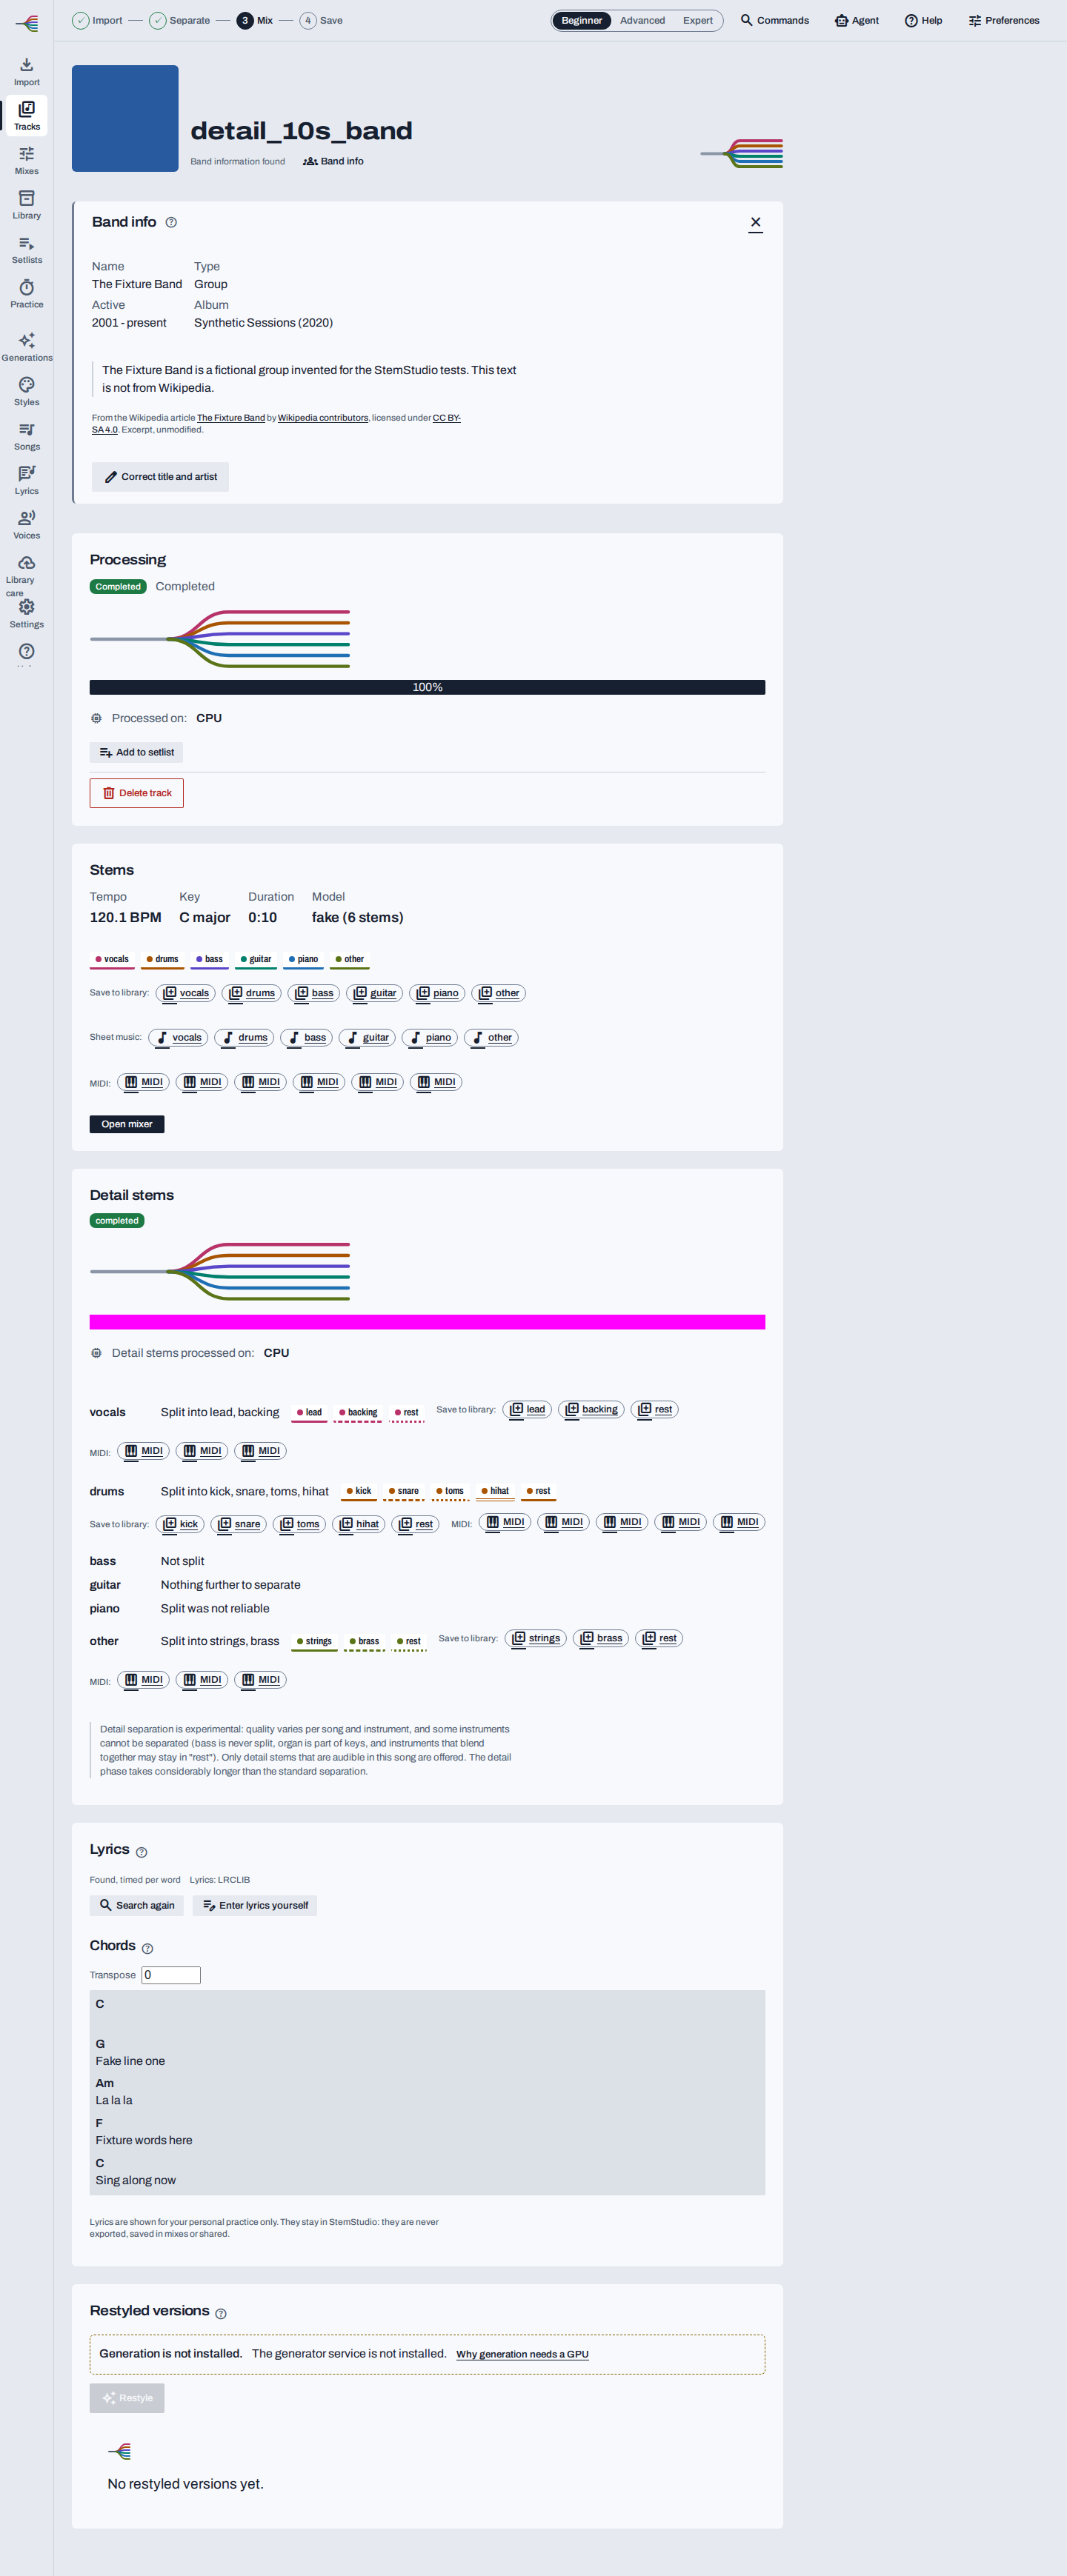 Import
Separate
3 Mix
4 Save
Beginner
Advanced
Expert
Commands
Agent
Help
Preferences
Import
Tracks
Mixes
Library
Setlists
Practice
Generations
Styles
Songs
Lyrics
Voices
Library
care
Settings
detail_10s_band
Band information found
Band info
Band info
Name
Type
The Fixture Band
Group
Active
Album
2001 - present
Synthetic Sessions (2020)
The Fixture Band is a fictional group invented for the StemStudio tests. This text
is not from Wikipedia.
From the Wikipedia article The Fixture Band by Wikipedia contributors, licensed under CC BY-
SA 4.0. Excerpt, unmodified.
Correct title and artist
Processing
Completed
Completed
100%
Processed on: CPU
Add to setlist
Delete track
Stems
Tempo
Key
Duration
Model
120.1 BPM
C major
0:10
fake (6 stems)
vocals drums bass guitar piano other
Save to library: vocals drums bass guitar piano other
Sheet music: vocals drums bass guitar piano other
MIDI: MIDI MIDI MIDI MIDI MIDI MIDI
Open mixer
Detail stems
completed
Detail stems processed on: CPU
vocals Split into lead, backing lead backing rest Save to library: lead backing rest
MIDI: MIDI MIDI MIDI
drums Split into kick, snare, toms, hihat kick snare toms hihat rest
Save to library: kick snare toms hihat rest MIDI: MIDI MIDI MIDI MIDI MIDI
bass Not split
guitar Nothing further to separate
piano Split was not reliable
other Split into strings, brass strings brass rest Save to library: strings brass rest
MIDI: MIDI MIDI MIDI
Detail separation is experimental: quality varies per song and instrument, and some instruments
cannot be separated (bass is never split, organ is part of keys, and instruments that blend
together may stay in "rest"). Only detail stems that are audible in this song are offered. The detail
phase takes considerably longer than the standard separation.
Lyrics
Found, timed per word Lyrics: LRCLIB
Search again
Enter lyrics yourself
Chords
Transpose 0
C
G
Fake line one
Am
La la la
F
Fixture words here
C
Sing along now
Lyrics are shown for your personal practice only. They stay in StemStudio: they are never
exported, saved in mixes or shared.
Restyled versions
Generation is not installed. The generator service is not installed. Why generation needs a GPU
Restyle
No restyled versions yet.